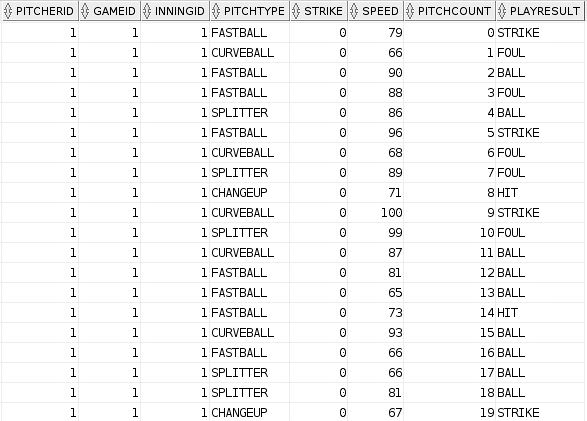 PITCHERID GAMEID INNINGID PITCHTYPE STRIKE SPEED PITCHCOUNT PLAYRESULT
1 1 1 FASTBALL 0 79 0 STRIKE
1 1 1 CURVEBALL 0 66 1 FOUL
1 1 1 FASTBALL 0 90 2 BALL
1 1 1 FASTBALL 0 88 3 FOUL
1 1 1 SPLITTER 0 86 4 BALL
1 1 1 FASTBALL 0 96 5 STRIKE
1 1 1 CURVEBALL 0 68 6 FOUL
1 1 1 SPLITTER 0 89 7 FOUL
1 1 1 CHANGEUP 0 71 8 HIT
1 1 1 CURVEBALL 0 100 9 STRIKE
1 1 1 SPLITTER 0 99 10 FOUL
1 1 1 CURVEBALL 0 87 11 BALL
1 1 1 FASTBALL 0 81 12 BALL
1 1 1 FASTBALL 0 65 13 BALL
1 1 1 FASTBALL 0 73 14 HIT
1 1 1 CURVEBALL 0 93 15 BALL
1 1 1 FASTBALL 0 66 16 BALL
1 1 1 SPLITTER 0 66 17 BALL
1 1 1 SPLITTER 0 81 18 BALL
1 1 1 CHANGEUP 0 67 19 STRIKE